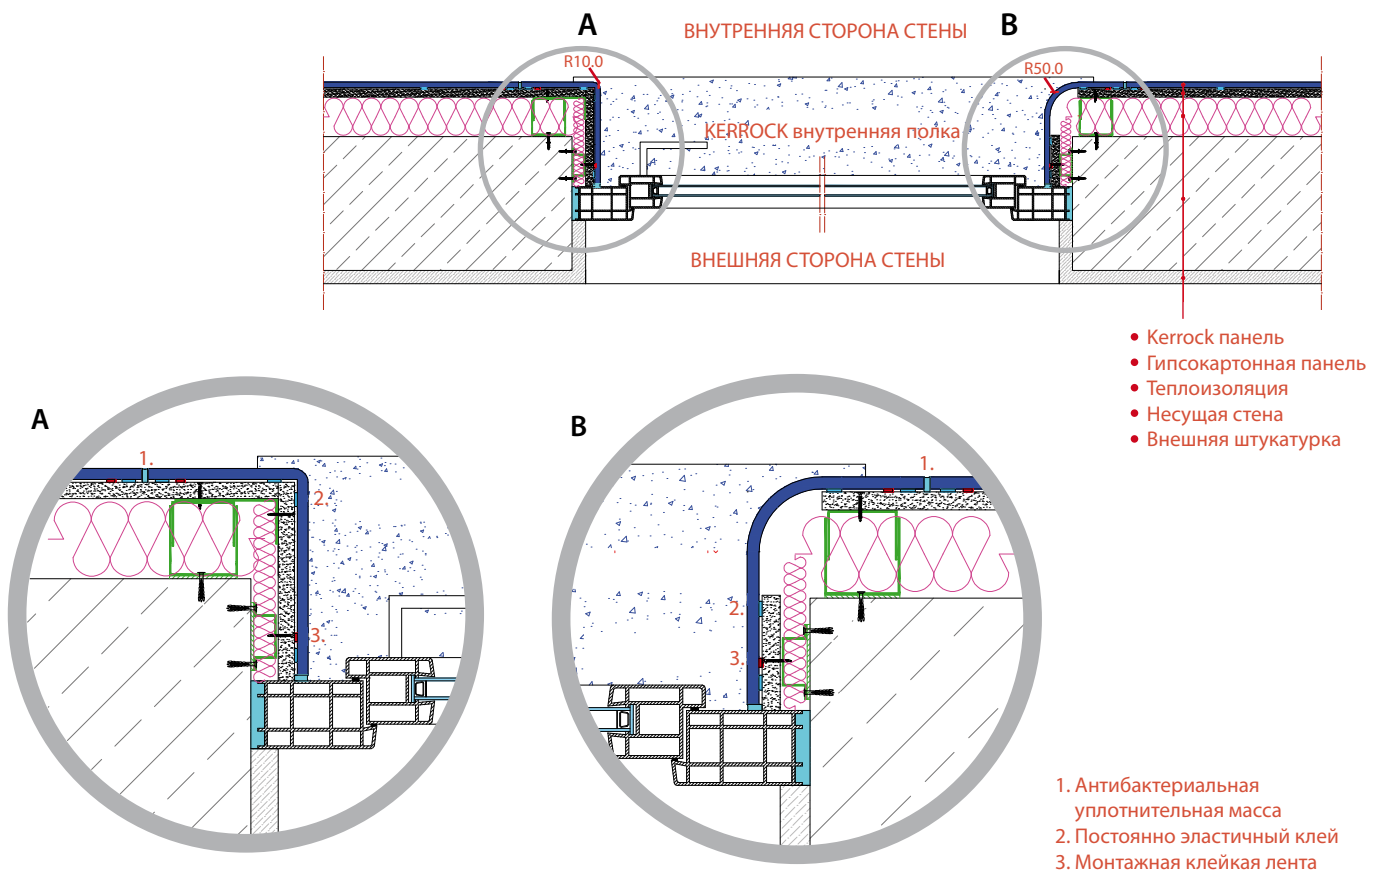 A
ВНУТРЕННЯЯ СТОРОНА СТЕНЫ
B
R10.0
R50.0
KERROCK внутренняя полка
ВНЕШНЯЯ СТОРОНА СТЕНЫ
• Kerrock панель
• Гипсокартонная панель
• Теплоизоляция
• Несущая стена
• Внешняя штукатурка
A
1.
2.
3.
B
1.
2.
3.
1. Антибактериальная
уплотнительная масса
2. Постоянно эластичный клей
3. Монтажная клейкая лента